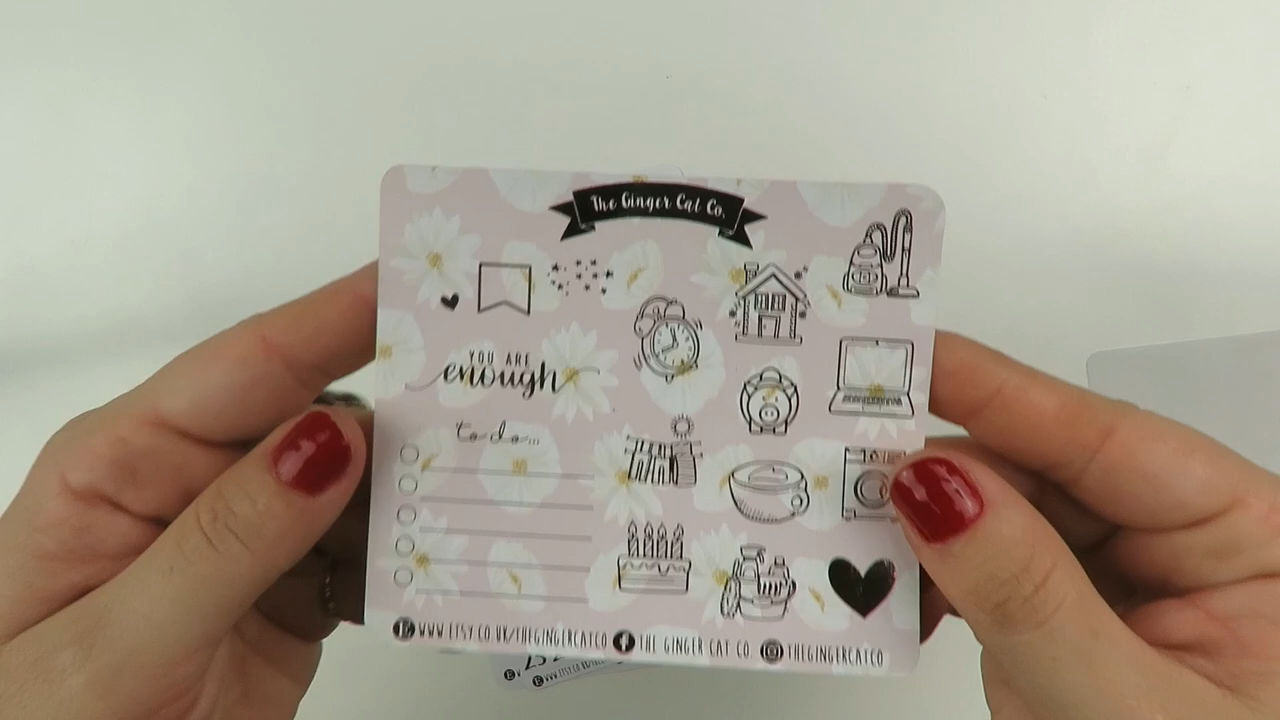 The Ginger Cat Co.
YOU ARE
enough
to do...
WWW.ETSY.CO.UK/THEGINGERCATCO THE GINGER CAT CO. THEGINGERCATCO